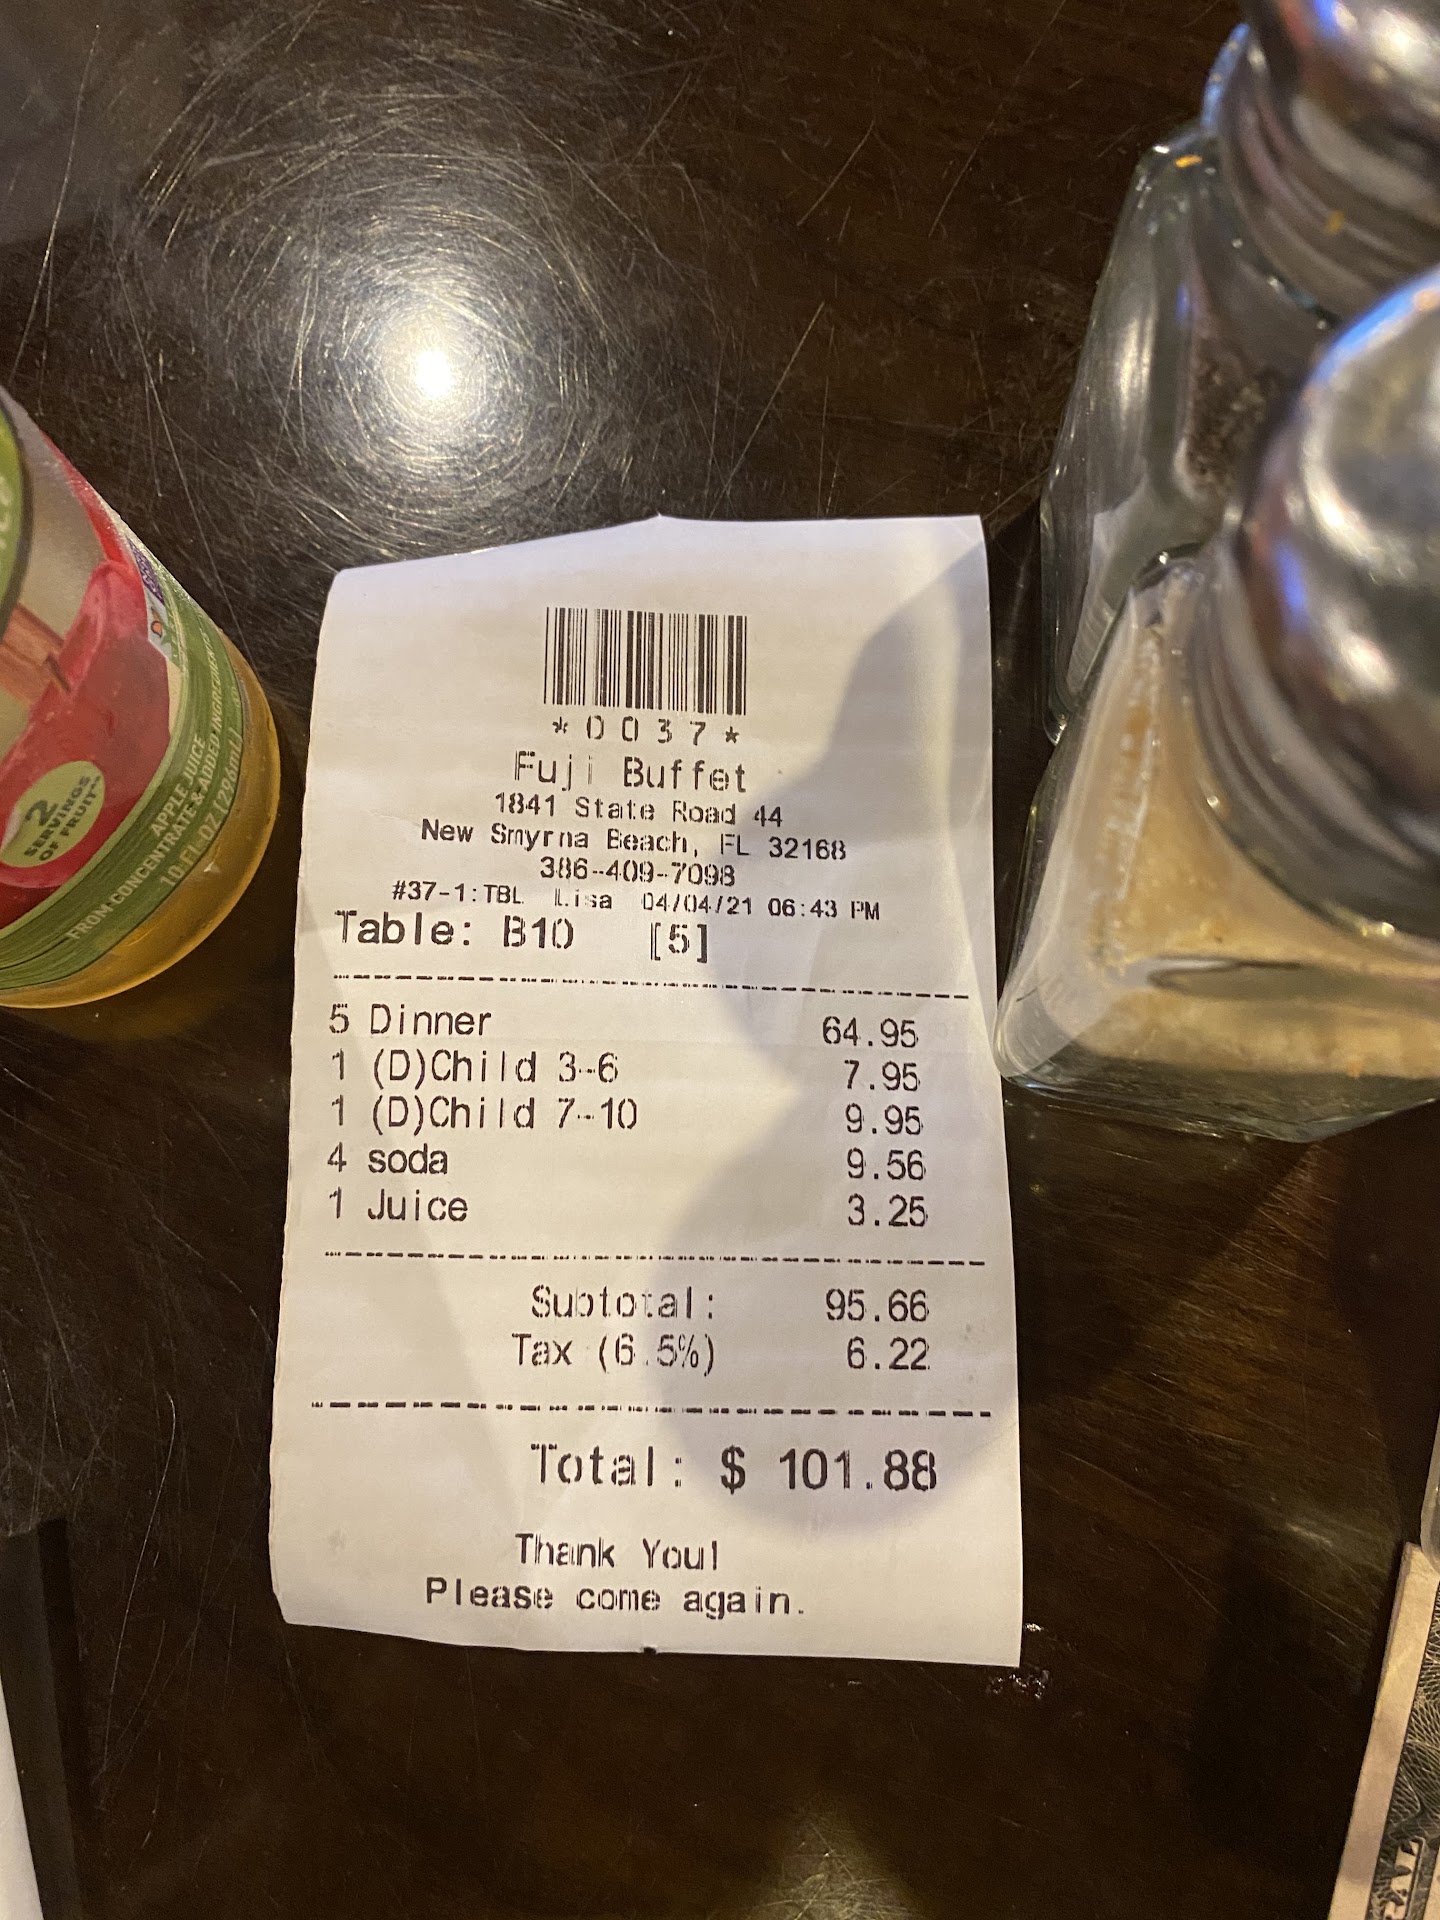 *0037*
Fuji Buffet
1841 State Road 44
New Smyrna Beach, FL 32168
386-409-7098
#37-1:TBL Lisa 04/04/21 06:43 PM
Table: B10 [5]
5 Dinner 64.95
1 (D)Child 3-6 7.95
1 (D)Child 7-10 9.95
4 soda 9.56
1 Juice 3.25
Subtotal: 95.66
Tax (6.5%) 6.22
Total: $ 101.88
Thank You!
Please come again.
2
SERVINGS
OF FRUIT
APPLE JUICE
FROM CONCENTRATE & ADDED INGREDIENTS
10 FL OZ (296mL)